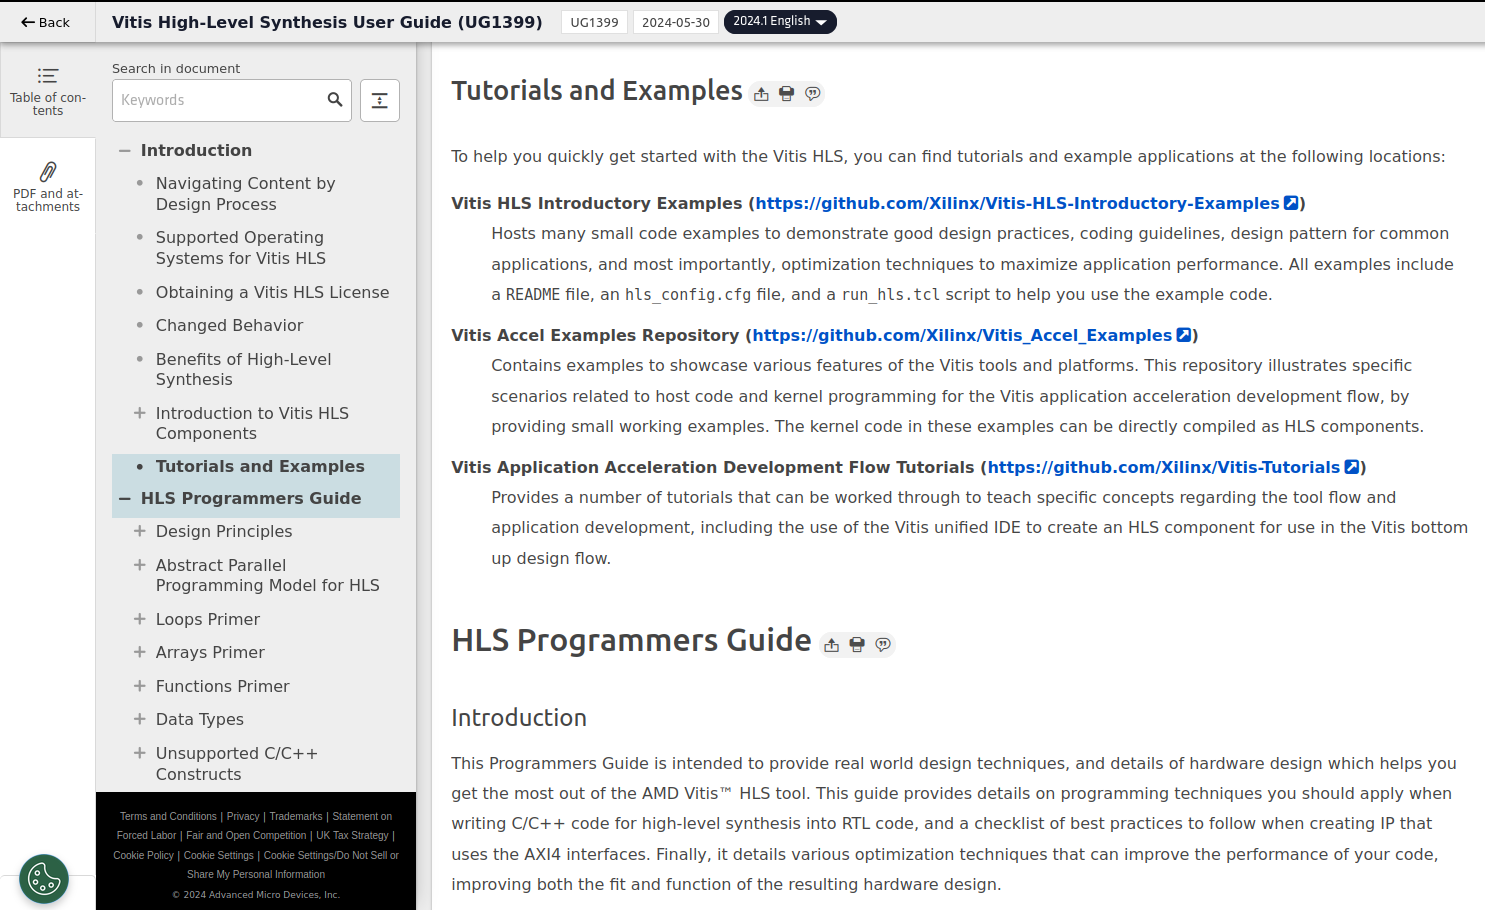 Back
Vitis High-Level Synthesis User Guide (UG1399)
UG1399
2024-05-30
2024.1 English
Table of con-
tents
PDF and at-
tachments
Search in document
Keywords
Introduction
Navigating Content by
Design Process
Supported Operating
Systems for Vitis HLS
Obtaining a Vitis HLS License
Changed Behavior
Benefits of High-Level
Synthesis
Introduction to Vitis HLS
Components
Tutorials and Examples
HLS Programmers Guide
Design Principles
Abstract Parallel
Programming Model for HLS
Loops Primer
Arrays Primer
Functions Primer
Data Types
Unsupported C/C++
Constructs
Terms and Conditions | Privacy | Trademarks | Statement on
Forced Labor | Fair and Open Competition | UK Tax Strategy |
Cookie Policy | Cookie Settings | Cookie Settings/Do Not Sell or
Share My Personal Information
© 2024 Advanced Micro Devices, Inc.
Tutorials and Examples
To help you quickly get started with the Vitis HLS, you can find tutorials and example applications at the following locations:
Vitis HLS Introductory Examples (https://github.com/Xilinx/Vitis-HLS-Introductory-Examples)
Hosts many small code examples to demonstrate good design practices, coding guidelines, design pattern for common
applications, and most importantly, optimization techniques to maximize application performance. All examples include
a README file, an hls_config.cfg file, and a run_hls.tcl script to help you use the example code.
Vitis Accel Examples Repository (https://github.com/Xilinx/Vitis_Accel_Examples)
Contains examples to showcase various features of the Vitis tools and platforms. This repository illustrates specific
scenarios related to host code and kernel programming for the Vitis application acceleration development flow, by
providing small working examples. The kernel code in these examples can be directly compiled as HLS components.
Vitis Application Acceleration Development Flow Tutorials (https://github.com/Xilinx/Vitis-Tutorials)
Provides a number of tutorials that can be worked through to teach specific concepts regarding the tool flow and
application development, including the use of the Vitis unified IDE to create an HLS component for use in the Vitis bottom
up design flow.
HLS Programmers Guide
Introduction
This Programmers Guide is intended to provide real world design techniques, and details of hardware design which helps you
get the most out of the AMD Vitis™ HLS tool. This guide provides details on programming techniques you should apply when
writing C/C++ code for high-level synthesis into RTL code, and a checklist of best practices to follow when creating IP that
uses the AXI4 interfaces. Finally, it details various optimization techniques that can improve the performance of your code,
improving both the fit and function of the resulting hardware design.